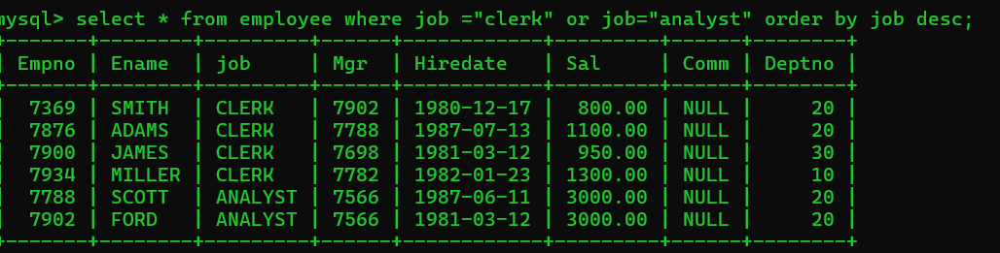 mysql> select * from employee where job ="clerk" or job="analyst" order by job desc;
+-------+--------+---------+------+------------+---------+------+--------+
| Empno | Ename  | job     | Mgr  | Hiredate   | Sal     | Comm | Deptno |
+-------+--------+---------+------+------------+---------+------+--------+
|  7369 | SMITH  | CLERK   | 7902 | 1980-12-17 |  800.00 | NULL |     20 |
|  7876 | ADAMS  | CLERK   | 7788 | 1987-07-13 | 1100.00 | NULL |     20 |
|  7900 | JAMES  | CLERK   | 7698 | 1981-03-12 |  950.00 | NULL |     30 |
|  7934 | MILLER | CLERK   | 7782 | 1982-01-23 | 1300.00 | NULL |     10 |
|  7788 | SCOTT  | ANALYST | 7566 | 1987-06-11 | 3000.00 | NULL |     20 |
|  7902 | FORD   | ANALYST | 7566 | 1981-03-12 | 3000.00 | NULL |     20 |
+-------+--------+---------+------+------------+---------+------+--------+